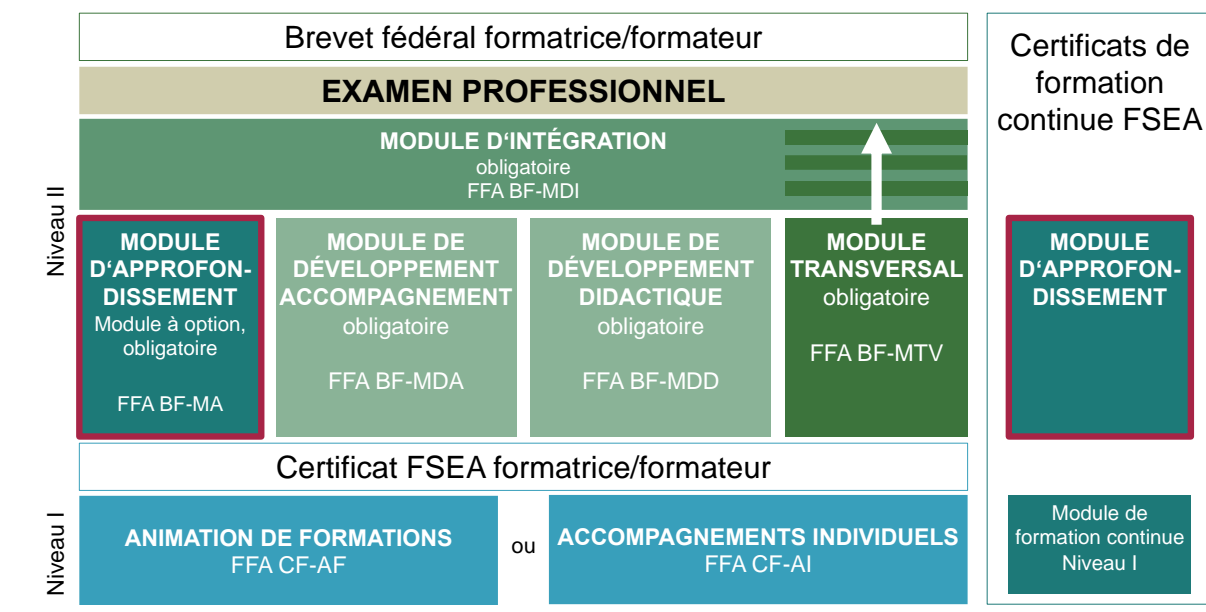 Brevet fédéral formatrice/formateur
EXAMEN PROFESSIONNEL
MODULE D‘INTÉGRATION
obligatoire
FFA BF-MDI
Niveau II
MODULE
D‘APPROFON-
DISSEMENT
Module à option,
obligatoire
FFA BF-MA
MODULE DE
DÉVELOPPEMENT
ACCOMPAGNEMENT
obligatoire
FFA BF-MDA
MODULE DE
DÉVELOPPEMENT
DIDACTIQUE
obligatoire
FFA BF-MDD
MODULE
TRANSVERSAL
obligatoire
FFA BF-MTV
Certificat FSEA formatrice/formateur
Niveau I
ANIMATION DE FORMATIONS
FFA CF-AF
ou
ACCOMPAGNEMENTS INDIVIDUELS
FFA CF-AI
Certificats de
formation
continue FSEA
MODULE
D‘APPROFON-
DISSEMENT
Module de
formation continue
Niveau I